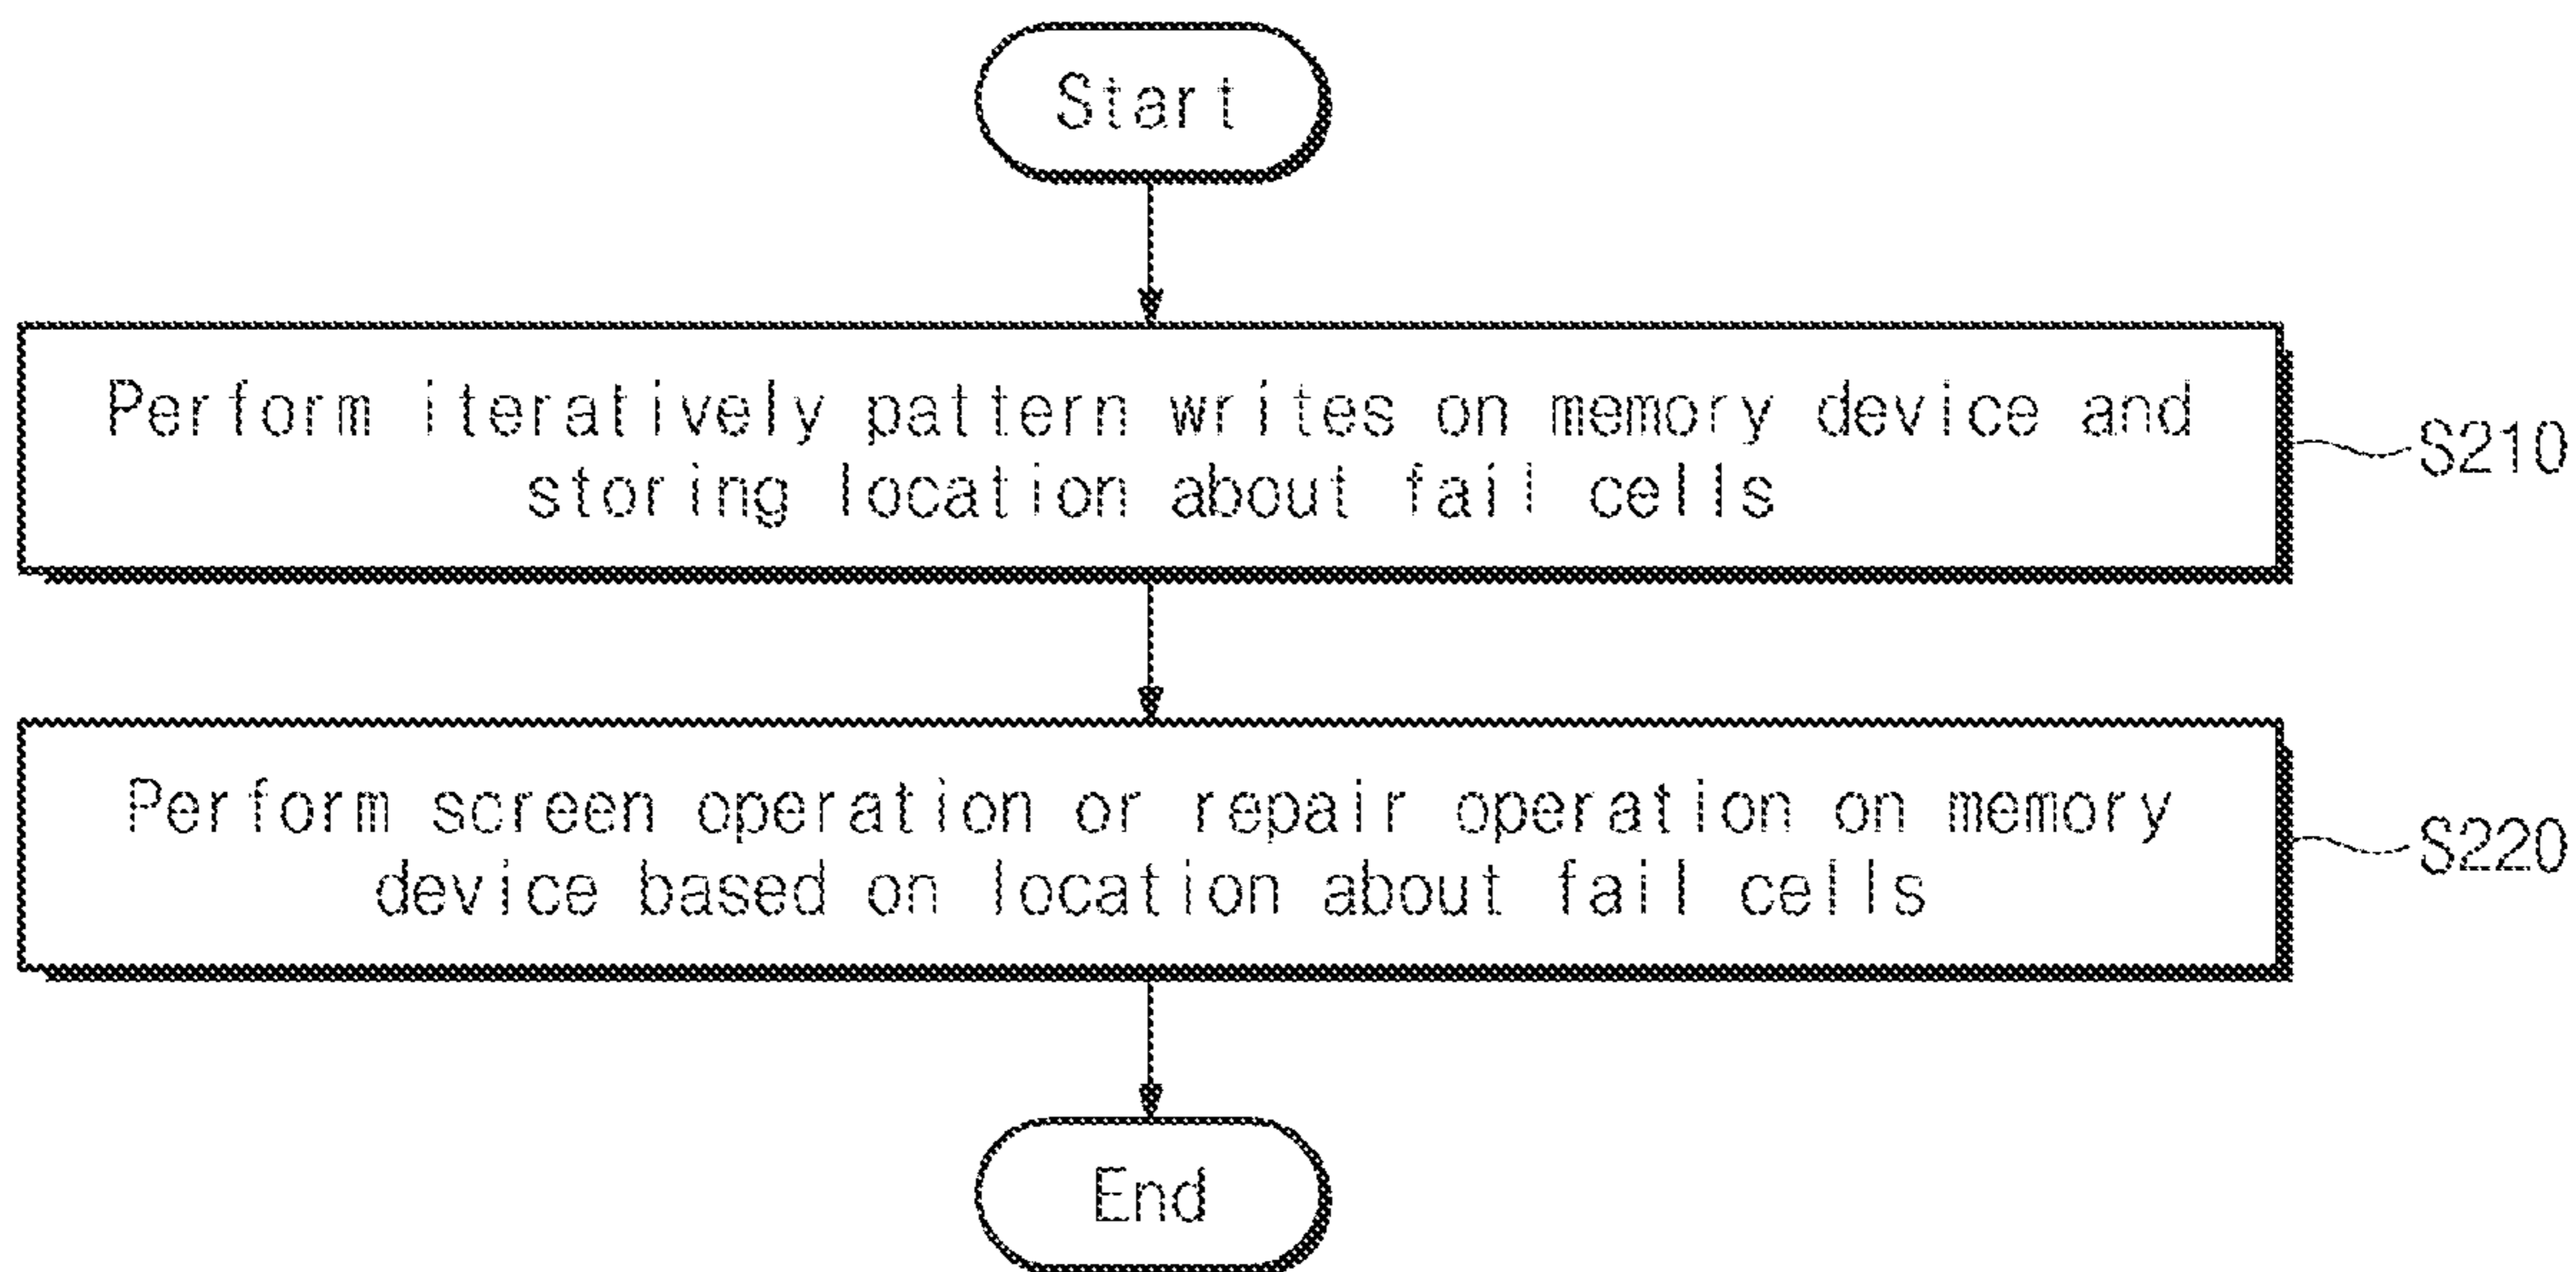 Start
Perform iteratively pattern writes on memory device and
storing location about fail cells
S210
Perform screen operation or repair operation on memory
device based on location about fail cells
S220
End